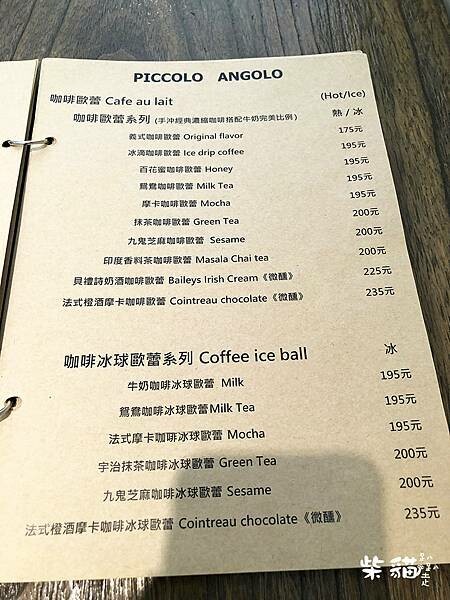 PICCOLO ANGOLO
咖啡歐蕾 Cafe au lait (Hot/Ice)
咖啡歐蕾系列 (手沖經典濃縮咖啡搭配牛奶完美比例) 熱 / 冰
義式咖啡歐蕾 Original flavor 175元
冰滴咖啡歐蕾 Ice drip coffee 195元
百花蜜咖啡歐蕾 Honey 195元
鴛鴦咖啡歐蕾 Milk Tea 195元
摩卡咖啡歐蕾 Mocha 195元
抹茶咖啡歐蕾 Green Tea 200元
九鬼芝麻咖啡歐蕾 Sesame 200元
印度香料茶咖啡歐蕾 Masala Chai tea 200元
貝禮詩奶酒咖啡歐蕾 Baileys Irish Cream《微醺》 225元
法式橙酒摩卡咖啡歐蕾 Cointreau chocolate《微醺》 235元
咖啡冰球歐蕾系列 Coffee ice ball 冰
牛奶咖啡冰球歐蕾 Milk 195元
鴛鴦咖啡冰球歐蕾Milk Tea 195元
法式摩卡咖啡冰球歐蕾 Mocha 195元
宇治抹茶咖啡冰球歐蕾 Green Tea 200元
九鬼芝麻咖啡冰球歐蕾 Sesame 200元
法式橙酒摩卡咖啡冰球歐蕾 Cointreau chocolate《微醺》 235元
柴貓